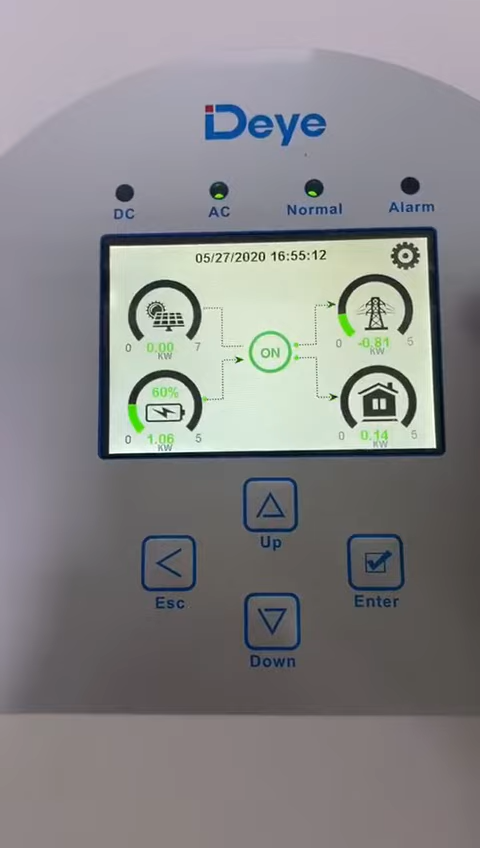 Deye
DC AC Normal Alarm
05/27/2020 16:55:12
0 0.00 7
KW
0 -0.81 5
KW
ON
60%
0 1.06 5
KW
0 0.14 5
KW
Up
Esc
Enter
Down